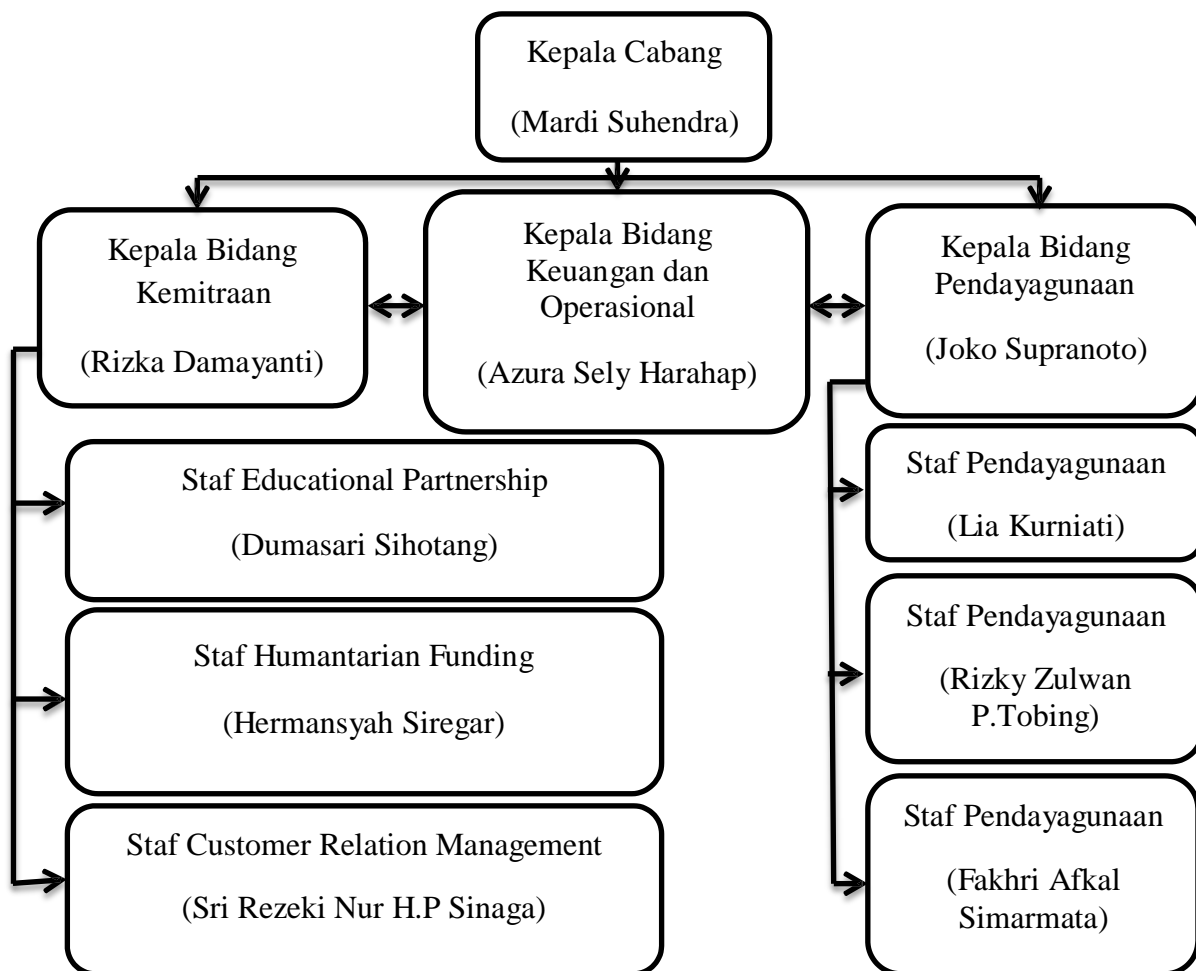 Kepala Cabang
(Mardi Suhendra)
Kepala Bidang
Kemitraan
(Rizka Damayanti)
Kepala Bidang
Keuangan dan
Operasional
(Azura Sely Harahap)
Kepala Bidang
Pendayagunaan
(Joko Supranoto)
Staf Educational Partnership
(Dumasari Sihotang)
Staf Humantarian Funding
(Hermansyah Siregar)
Staf Customer Relation Management
(Sri Rezeki Nur H.P Sinaga)
Staf Pendayagunaan
(Lia Kurniati)
Staf Pendayagunaan
(Rizky Zulwan
P.Tobing)
Staf Pendayagunaan
(Fakhri Afkal
Simarmata)